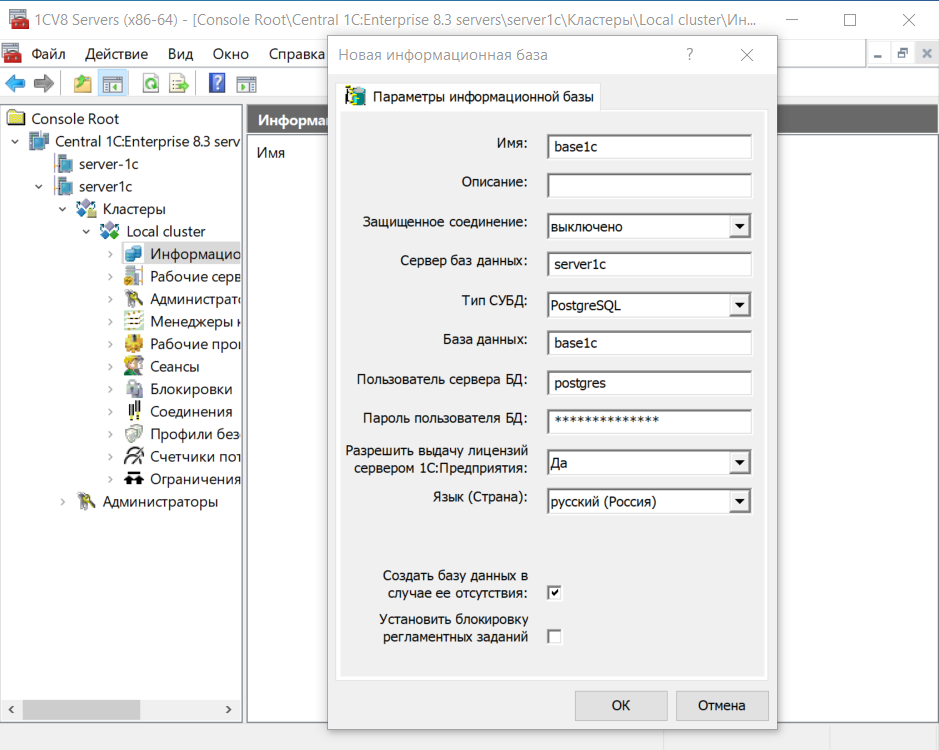 1CV8 Servers (x86-64) - [Console Root\Central 1C:Enterprise 8.3 servers\server1c\Кластеры\Local cluster\Ин...
Файл Действие Вид Окно Справка
Новая информационная база
Console Root
Central 1C:Enterprise 8.3 serv
server-1c
server1c
Кластеры
Local cluster
Информацио
Рабочие серв
Администрато
Менеджеры к
Рабочие про
Сеансы
Блокировки
Соединения
Профили без
Счетчики пот
Ограничения
Администраторы
Информа
Имя
Параметры информационной базы
Имя: base1c
Описание:
Защищенное соединение: выключено
Сервер баз данных: server1c
Тип СУБД: PostgreSQL
База данных: base1c
Пользователь сервера БД: postgres
Пароль пользователя БД: **************
Разрешить выдачу лицензий
сервером 1С:Предприятия: Да
Язык (Страна): русский (Россия)
Создать базу данных в
случае ее отсутствия:
Установить блокировку
регламентных заданий
OK Отмена